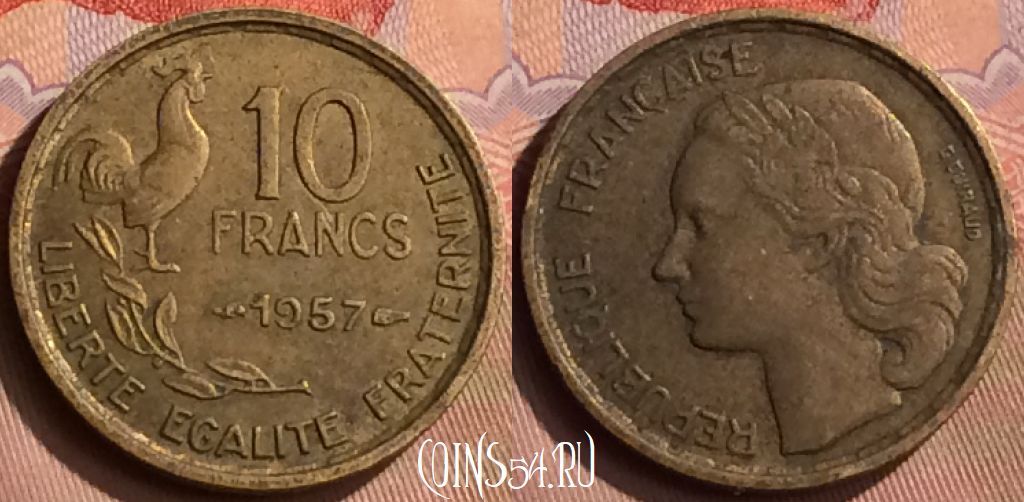 10
FRANCS
1957
LIBERTE EGALITE FRATERNITE
REPUBLIQUE FRANÇAISE
COINS54.RU